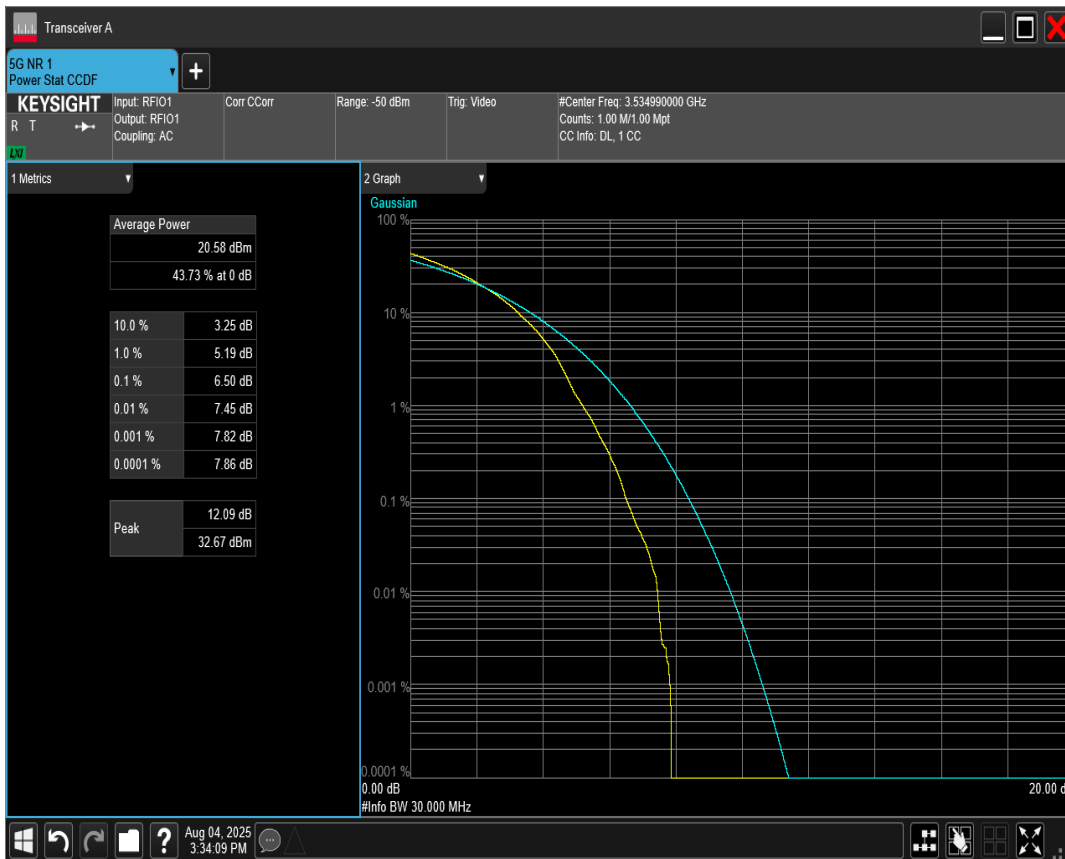 Transceiver A
5G NR 1
Power Stat CCDF
+
KEYSIGHT
R T
LXI
Input: RFIO1
Output: RFIO1
Coupling: AC
Corr CCorr
Range: -50 dBm
Trig: Video
#Center Freq: 3.534990000 GHz
Counts: 1.00 M/1.00 Mpt
CC Info: DL, 1 CC
1 Metrics
Average Power
20.58 dBm
43.73 % at 0 dB
10.0 % 3.25 dB
1.0 % 5.19 dB
0.1 % 6.50 dB
0.01 % 7.45 dB
0.001 % 7.82 dB
0.0001 % 7.86 dB
Peak
12.09 dB
32.67 dBm
2 Graph
Gaussian
100 %
10 %
1 %
0.1 %
0.01 %
0.001 %
0.0001 %
0.00 dB
20.00 d
#Info BW 30.000 MHz
?
Aug 04, 2025
3:34:09 PM